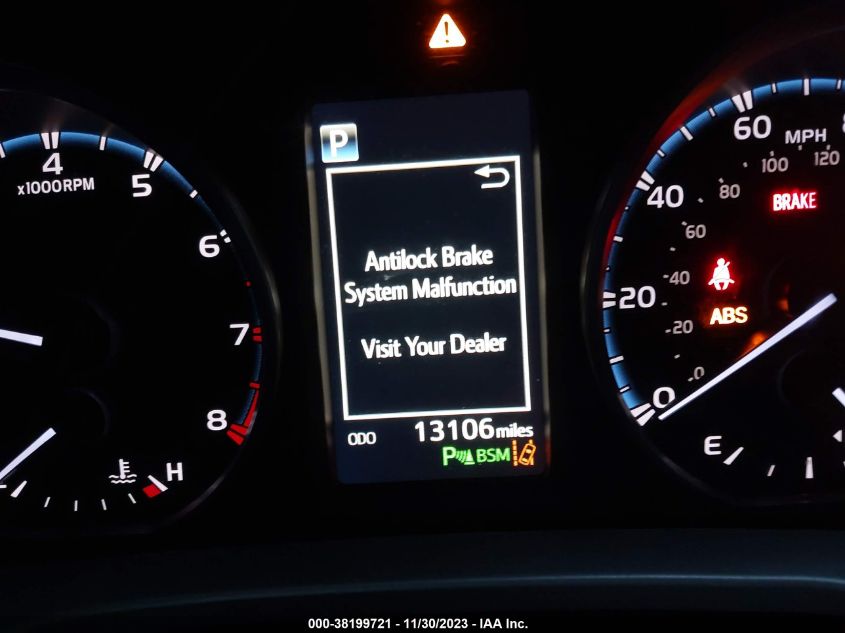 P
Antilock Brake
System Malfunction
Visit Your Dealer
ODO 13106 miles
P BSM
4
x1000RPM
5
6
7
8
H
60
MPH
40
20
0
120
100
80
60
40
20
0
BRAKE
ABS
E
000-38199721 - 11/30/2023 - IAA Inc.